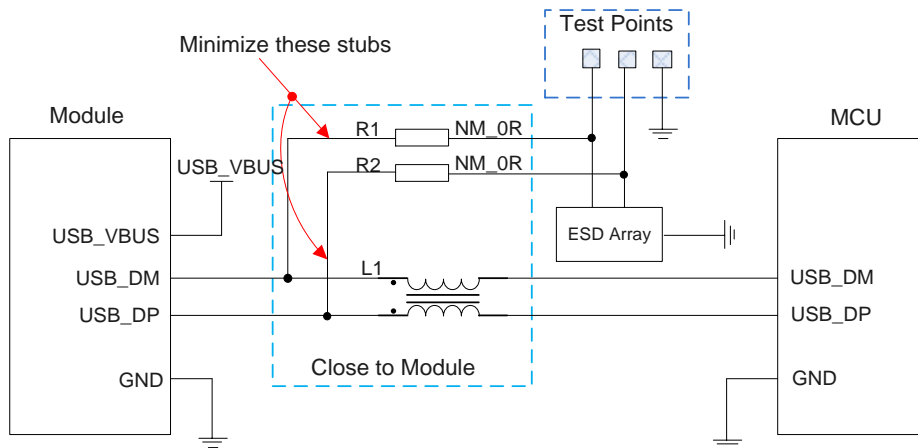 Test Points
Minimize these stubs
Module
MCU
R1 NM_0R
USB_VBUS
R2 NM_0R
USB_VBUS
ESD Array
USB_DM
L1
USB_DM
USB_DP
USB_DP
Close to Module
GND
GND